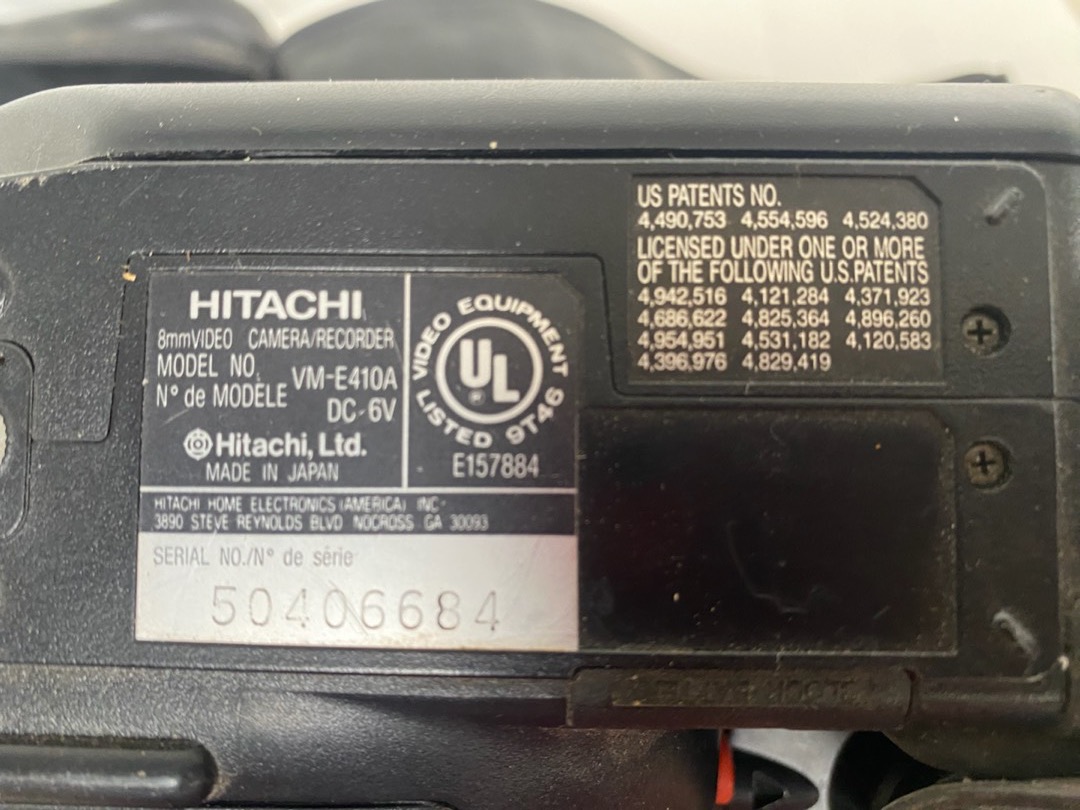 HITACHI
8mmVIDEO CAMERA/RECORDER
MODEL NO.
N° de MODÈLE
VM-E410A
DC⎓6V
Hitachi, Ltd.
MADE IN JAPAN
VIDEO EQUIPMENT
UL
®
LISTED 9T46
E157884
HITACHI HOME ELECTRONICS (AMERICA) INC
3890 STEVE REYNOLDS BLVD NOCROSS GA 30093
SERIAL NO./N° de série
50406684
US PATENTS NO.
4,490,753 4,554,596 4,524,380
LICENSED UNDER ONE OR MORE
OF THE FOLLOWING U.S.PATENTS
4,942,516 4,121,284 4,371,923
4,686,622 4,825,364 4,896,260
4,954,951 4,531,182 4,120,583
4,396,976 4,829,419
CLOCK